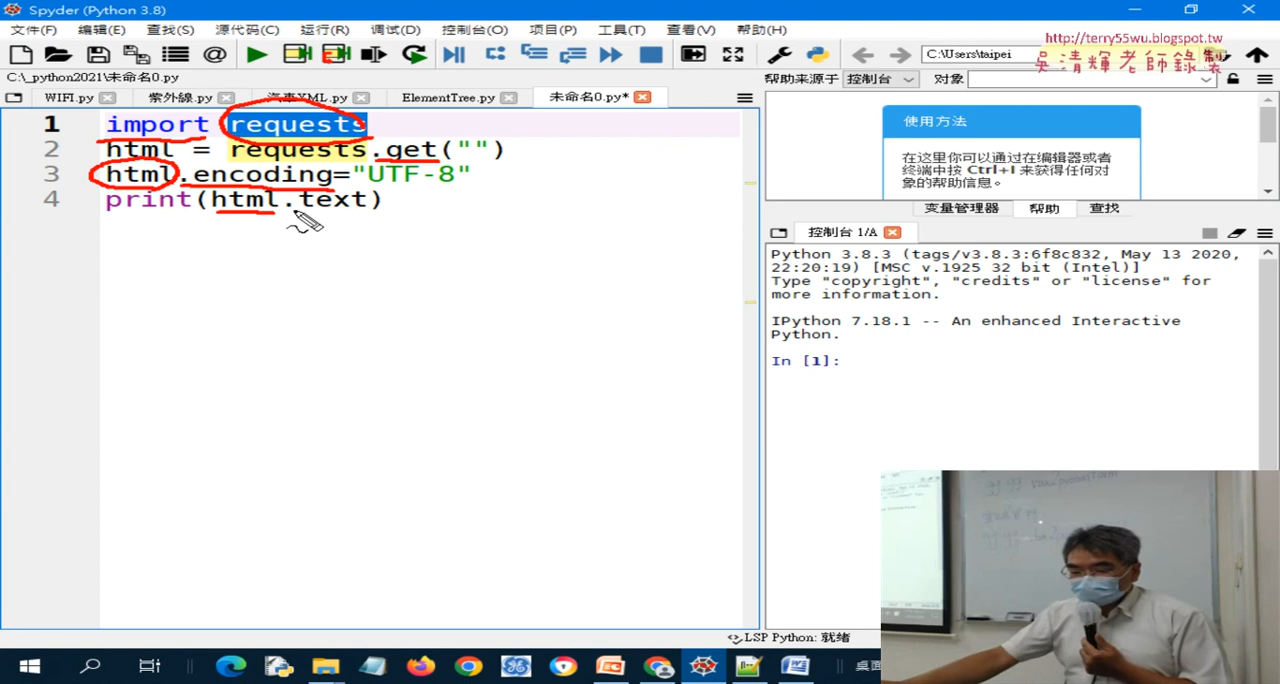 Spyder (Python 3.8)
文件(F) 编辑(E) 查找(S) 源代码(C) 运行(R) 调试(D) 控制台(O) 项目(P) 工具(T) 查看(V) 帮助(H)
http://terry55wu.blogspot.tw
吳清輝老師錄製
C:\Users\taipei
C:\_python2021\未命名0.py
帮助来源于 控制台 对象
WIFI.py 紫外線.py 汽車XML.py ElementTree.py 未命名0.py*
1 import requests
2 html = requests.get("")
3 html.encoding="UTF-8"
4 print(html.text)
使用方法
在这里你可以通过在编辑器或者
终端中按 Ctrl+I 来获得任何对
象的帮助信息。
变量管理器 帮助 查找
控制台 1/A
Python 3.8.3 (tags/v3.8.3:6f8c832, May 13 2020,
22:20:19) [MSC v.1925 32 bit (Intel)]
Type "copyright", "credits" or "license" for
more information.
IPython 7.18.1 -- An enhanced Interactive
Python.
In [1]:
LSP Python: 就绪
桌面